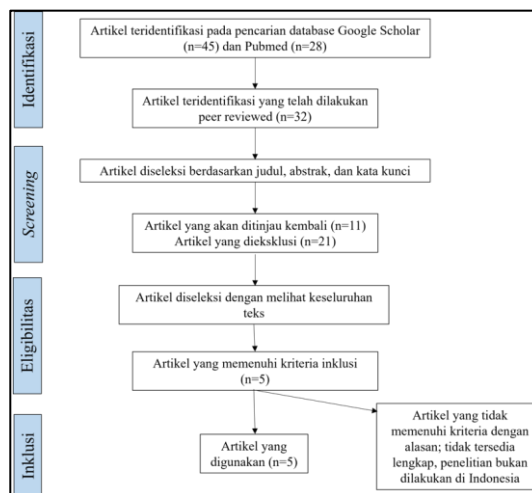 Identifikasi
Artikel teridentifikasi pada pencarian database Google Scholar
(n=45) dan Pubmed (n=28)
Artikel teridentifikasi yang telah dilakukan
peer reviewed (n=32)
Screening
Artikel diseleksi berdasarkan judul, abstrak, dan kata kunci
Artikel yang akan ditinjau kembali (n=11)
Artikel yang dieksklusi (n=21)
Eligibilitas
Artikel diseleksi dengan melihat keseluruhan
teks
Artikel yang memenuhi kriteria inklusi
(n=5)
Inklusi
Artikel yang
digunakan (n=5)
Artikel yang tidak
memenuhi kriteria dengan
alasan; tidak tersedia
lengkap, penelitian bukan
dilakukan di Indonesia